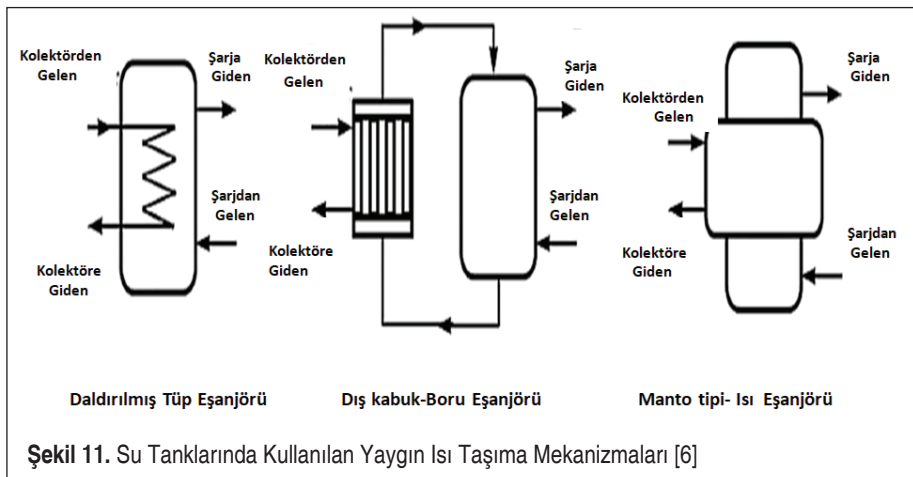 Kolektörden
Gelen
Şarja
Giden
Şarjdan
Gelen
Kolektöre
Giden
Kolektörden
Gelen
Şarja
Giden
Şarjdan
Gelen
Kolektöre
Giden
Kolektörden
Gelen
Şarja
Giden
Şarjdan
Gelen
Kolektöre
Giden
Daldırılmış Tüp Eşanjörü
Dış kabuk-Boru Eşanjörü
Manto tipi- Isı Eşanjörü
Şekil 11. Su Tanklarında Kullanılan Yaygın Isı Taşıma Mekanizmaları [6]